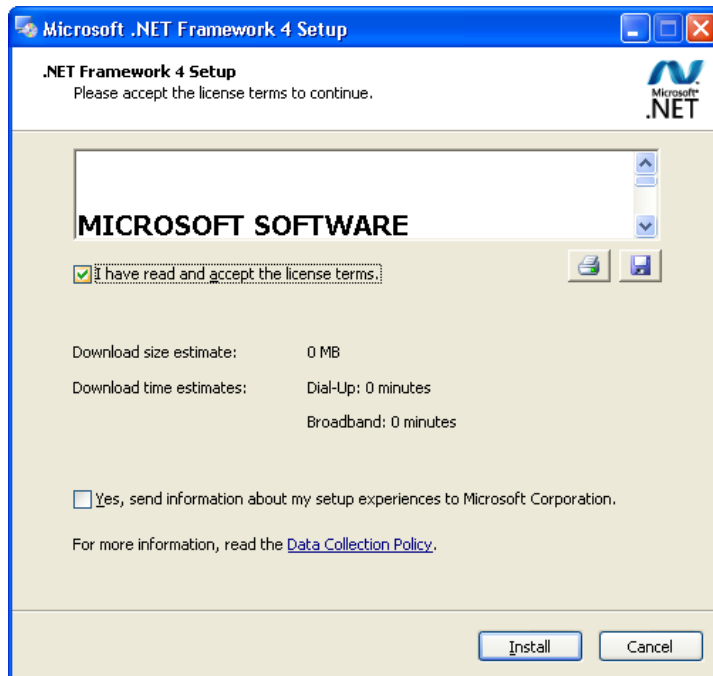 Microsoft .NET Framework 4 Setup
.NET Framework 4 Setup
Please accept the license terms to continue.
Microsoft®
.NET
MICROSOFT SOFTWARE
I have read and accept the license terms.
Download size estimate: 0 MB
Download time estimates: Dial-Up: 0 minutes
Broadband: 0 minutes
Yes, send information about my setup experiences to Microsoft Corporation.
For more information, read the Data Collection Policy.
Install Cancel